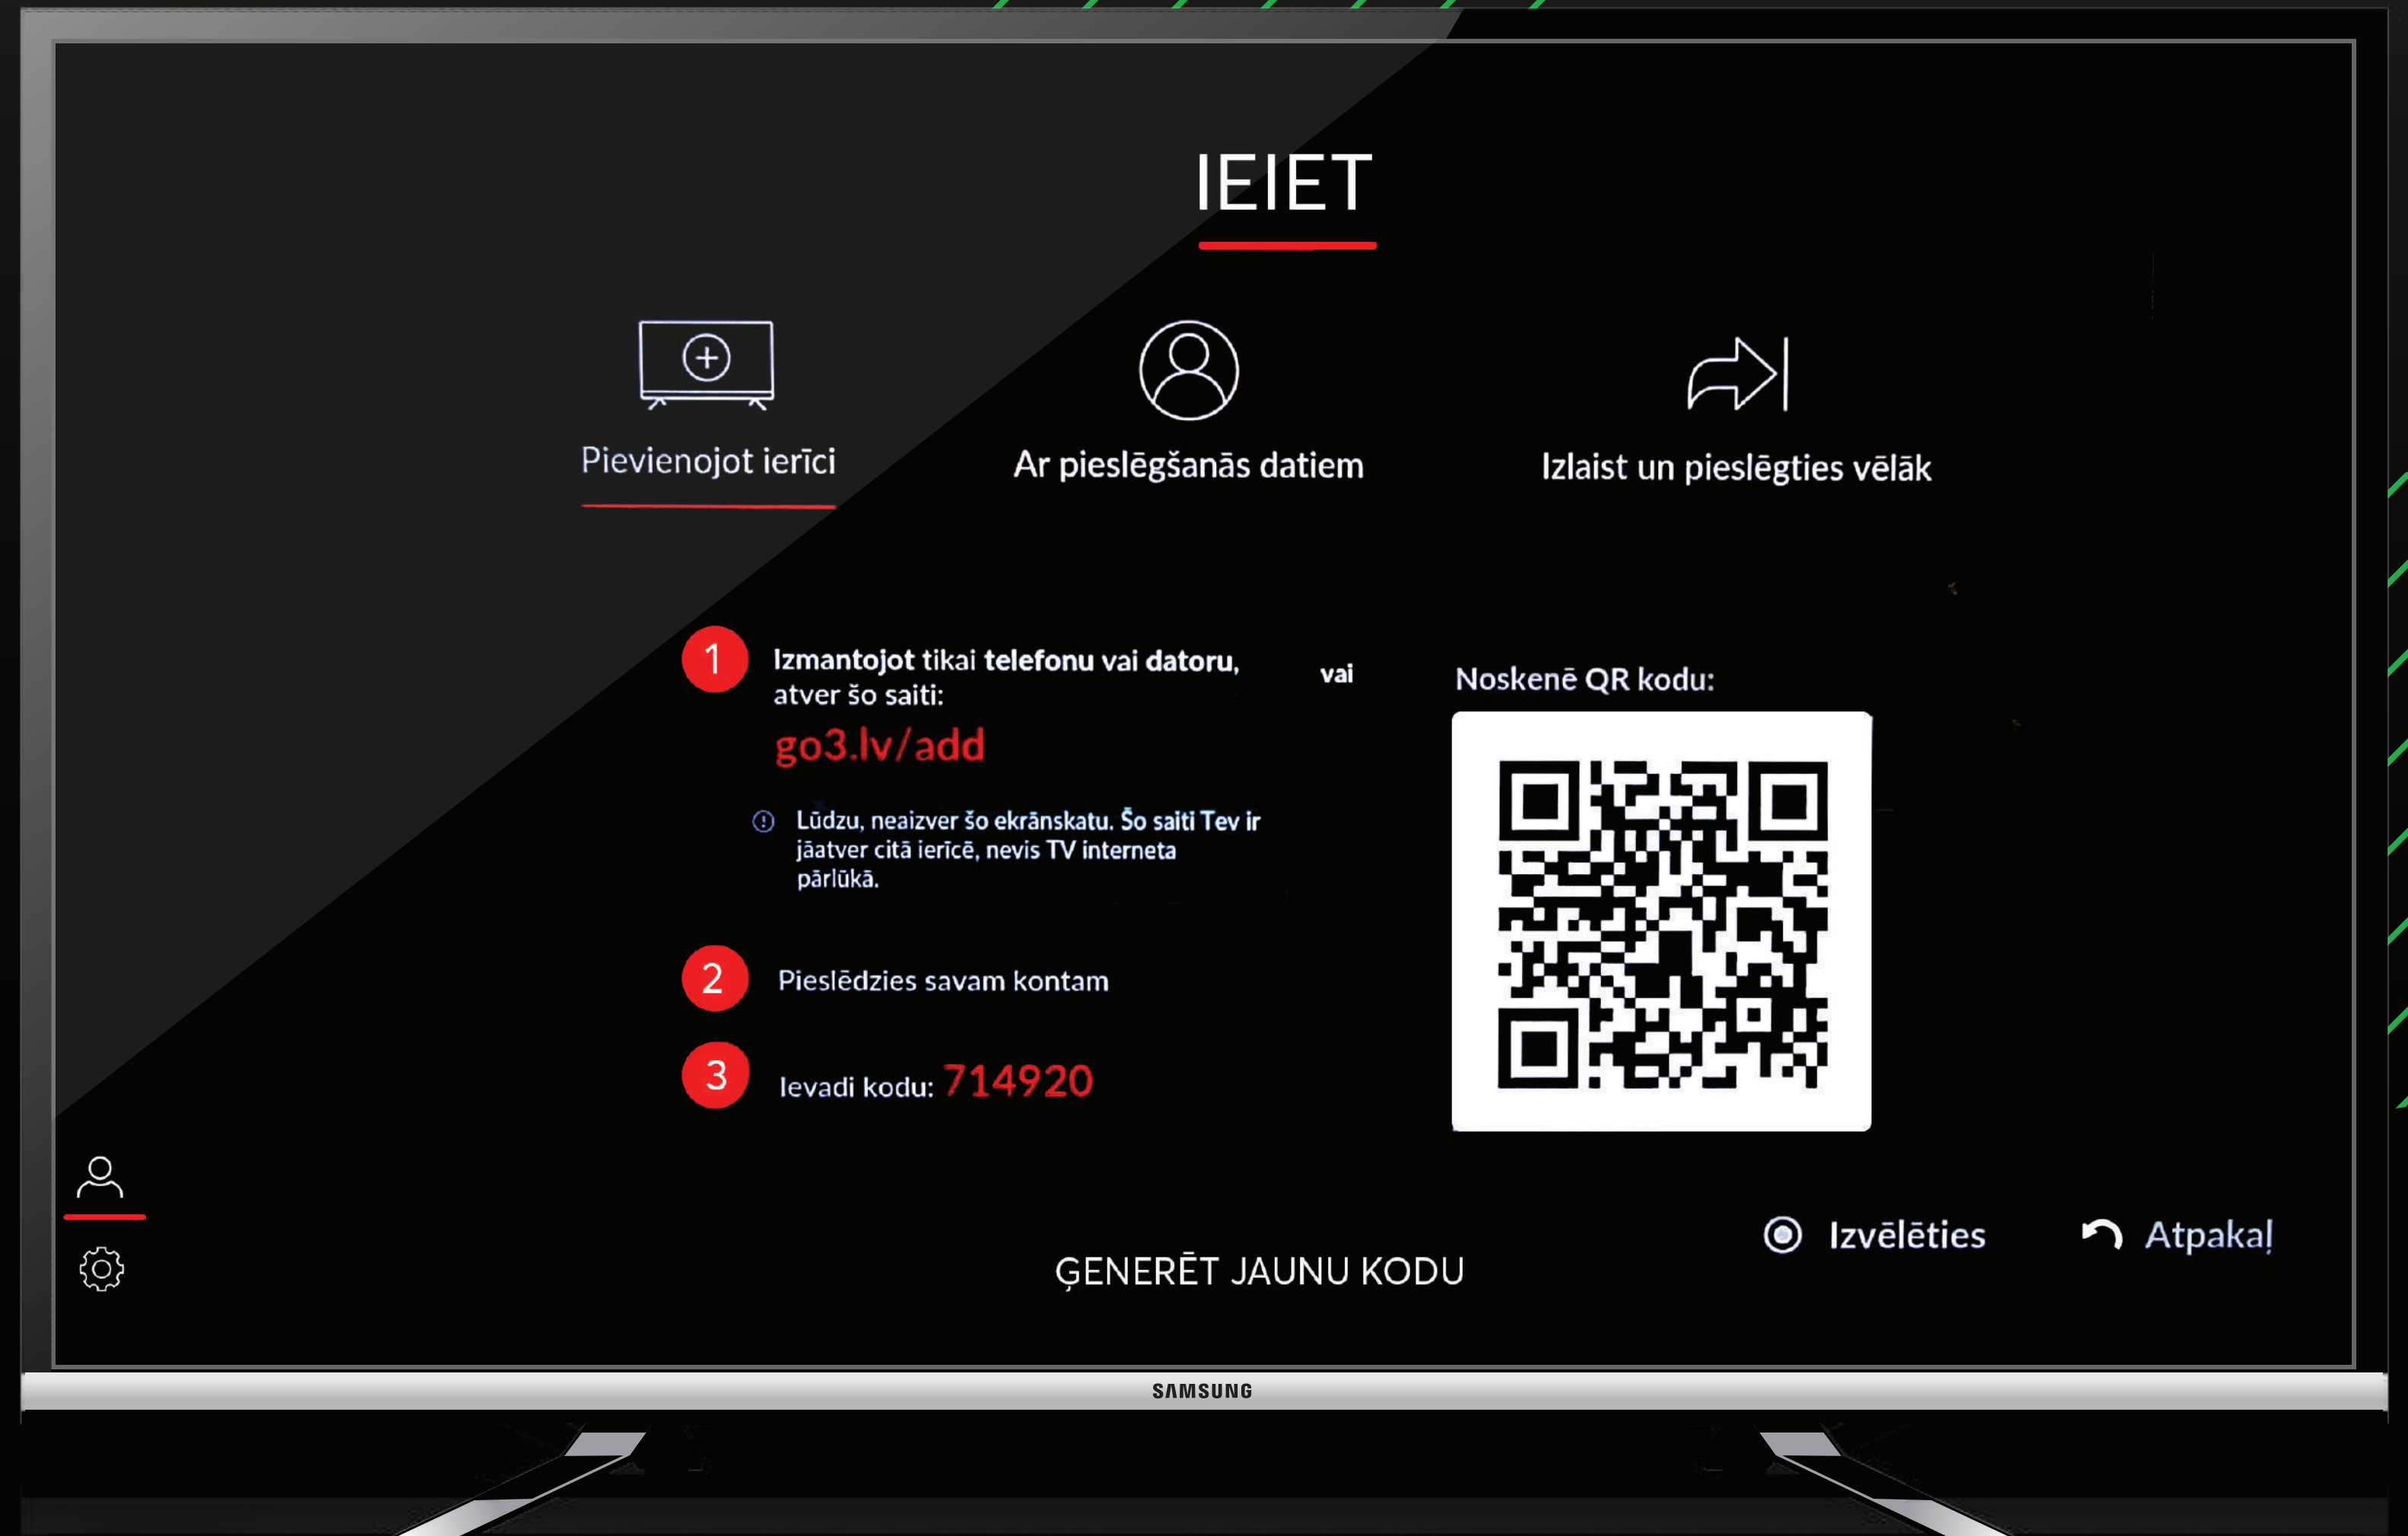 IEIET
Pievienojot ierīci
Ar pieslēgšanās datiem
Izlaist un pieslēgties vēlāk
1
Izmantojot tikai telefonu vai datoru,
atver šo saiti:
go3.lv/add
Lūdzu, neaizver šo ekrānskatu. Šo saiti Tev ir
jāatver citā ierīcē, nevis TV interneta
pārlūkā.
2
Pieslēdzies savam kontam
3
Ievadi kodu: 714920
vai
Noskenē QR kodu:
Izvēlēties
Atpakaļ
ĢENERĒT JAUNU KODU
SAMSUNG